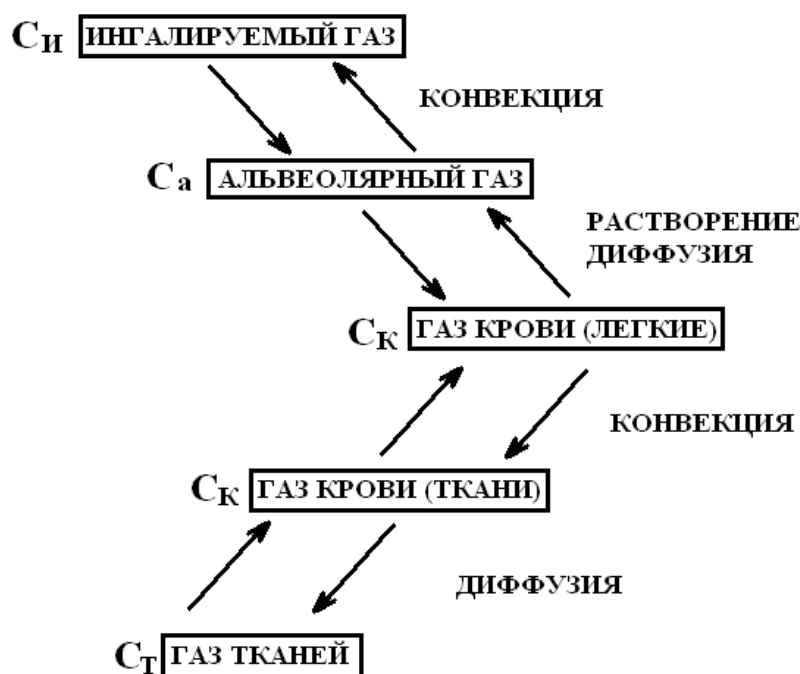 Си ИНГАЛИРУЕМЫЙ ГАЗ
КОНВЕКЦИЯ
Са АЛЬВЕОЛЯРНЫЙ ГАЗ
РАСТВОРЕНИЕ
ДИФФУЗИЯ
СК ГАЗ КРОВИ (ЛЕГКИЕ)
КОНВЕКЦИЯ
СК ГАЗ КРОВИ (ТКАНИ)
ДИФФУЗИЯ
СТ ГАЗ ТКАНЕЙ